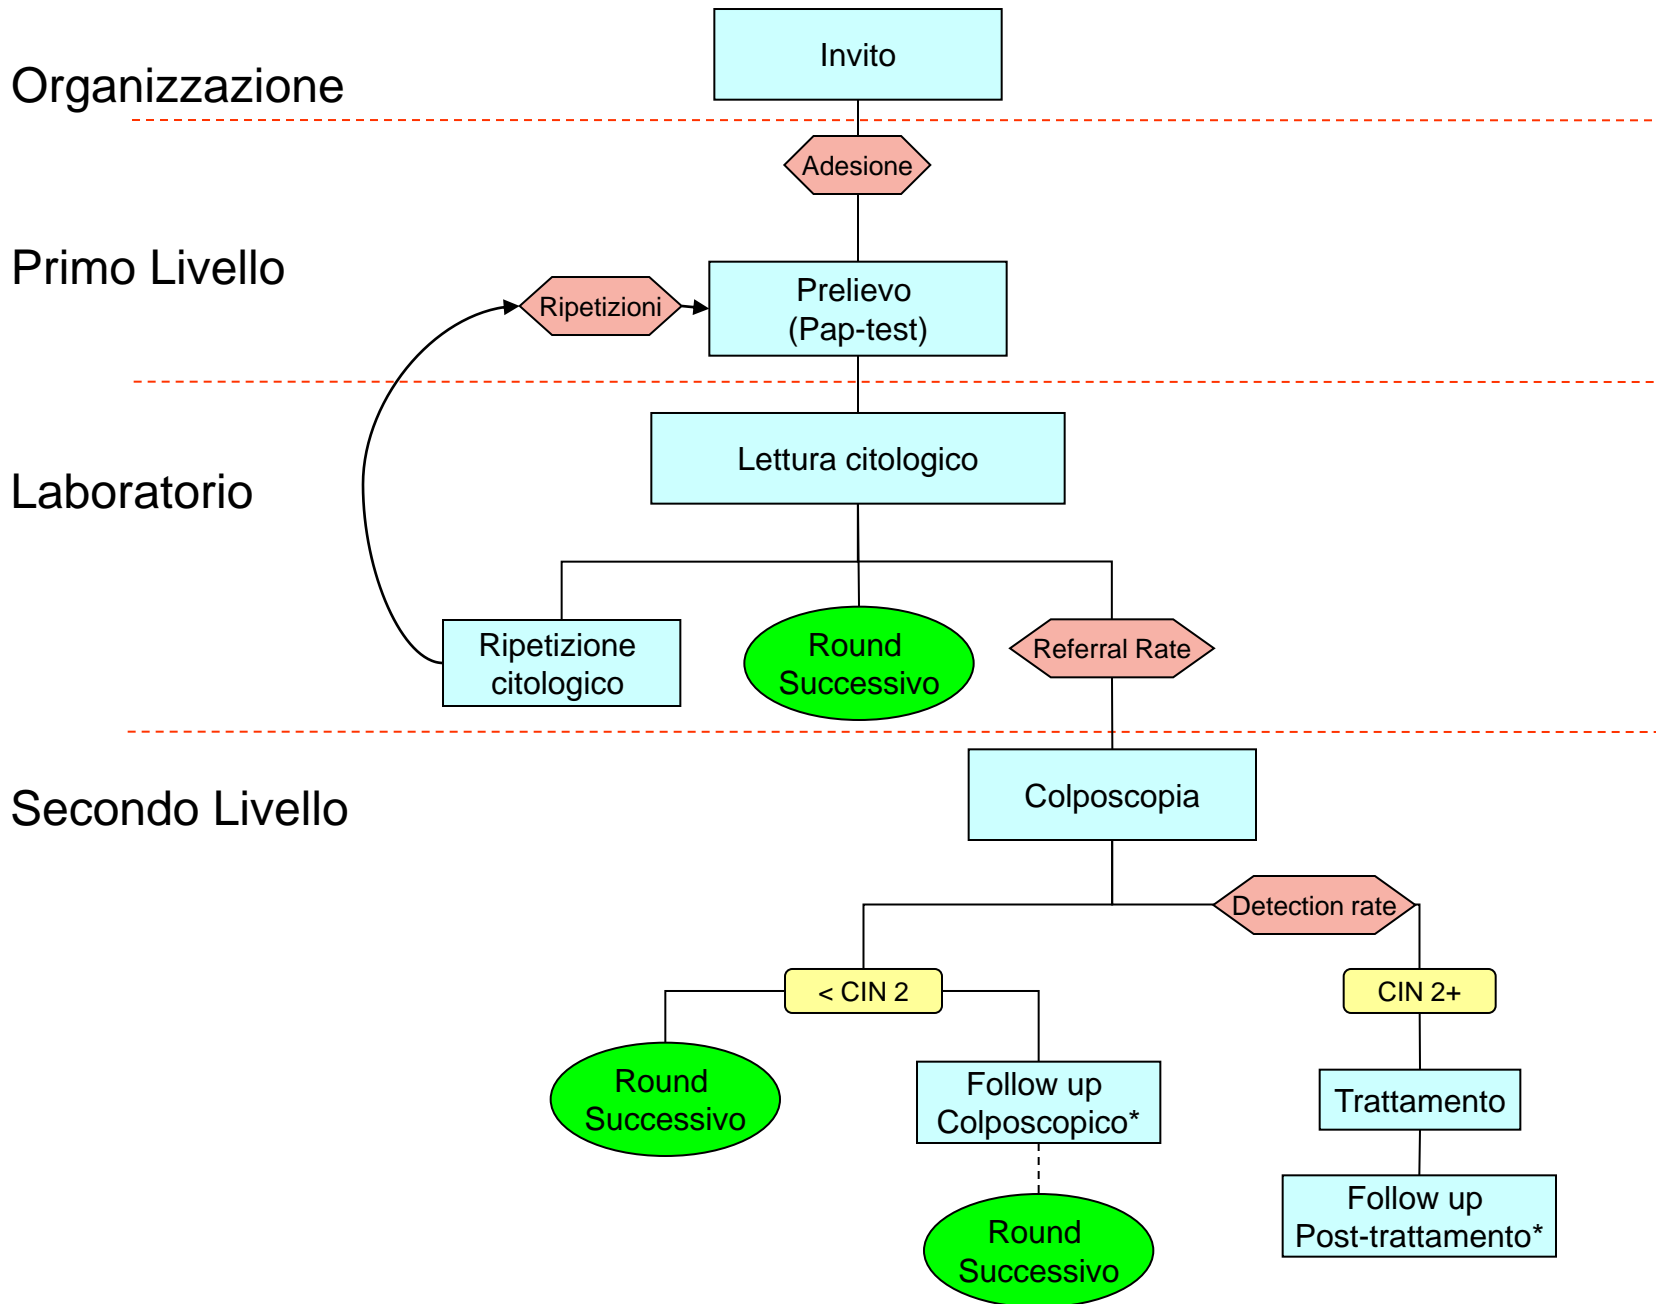 Invito
Organizzazione
Adesione
Primo Livello
Ripetizioni
Prelievo
(Pap-test)
Lettura citologico
Laboratorio
Ripetizione
citologico
Round
Successivo
Referral Rate
Colposcopia
Secondo Livello
Detection rate
< CIN 2
CIN 2+
Round
Successivo
Follow up
Colposcopico*
Trattamento
Follow up
Post-trattamento*
Round
Successivo